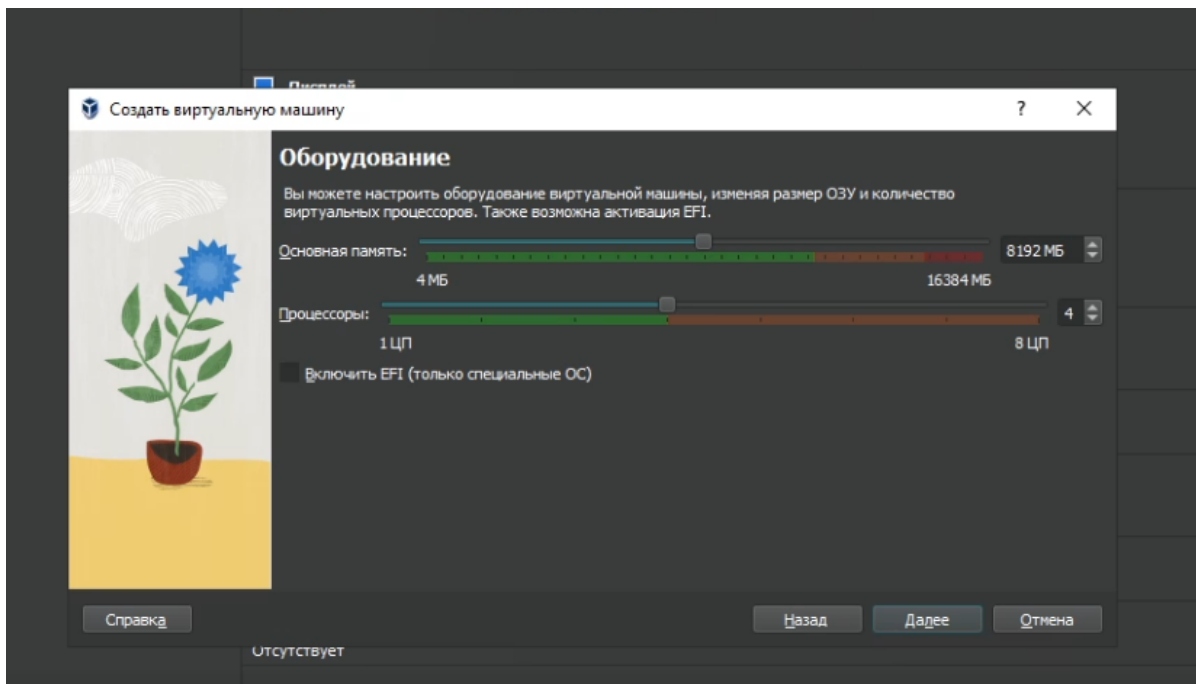 Дисплей
Создать виртуальную машину
?
Оборудование
Вы можете настроить оборудование виртуальной машины, изменяя размер ОЗУ и количество
виртуальных процессоров. Также возможна активация EFI.
Основная память:
8192 МБ
4 МБ
16384 МБ
Процессоры:
4
1 ЦП
8 ЦП
Включить EFI (только специальные ОС)
Справка
Назад
Далее
Отмена
Отсутствует